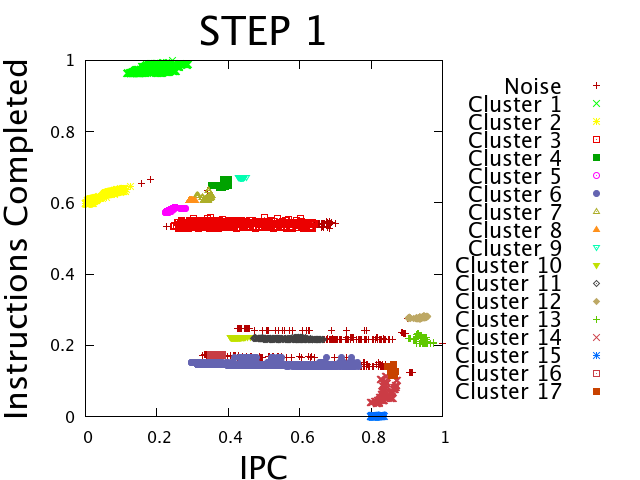 STEP 1
Instructions Completed
1
0.8
0.6
0.4
0.2
0
0
0.2
0.4
0.6
0.8
1
IPC
Noise
Cluster 1
Cluster 2
Cluster 3
Cluster 4
Cluster 5
Cluster 6
Cluster 7
Cluster 8
Cluster 9
Cluster 10
Cluster 11
Cluster 12
Cluster 13
Cluster 14
Cluster 15
Cluster 16
Cluster 17